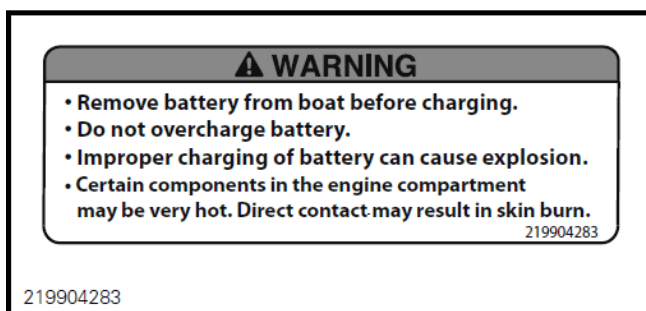 WARNING
• Remove battery from boat before charging.
• Do not overcharge battery.
• Improper charging of battery can cause explosion.
• Certain components in the engine compartment
may be very hot. Direct contact may result in skin burn.
219904283
219904283